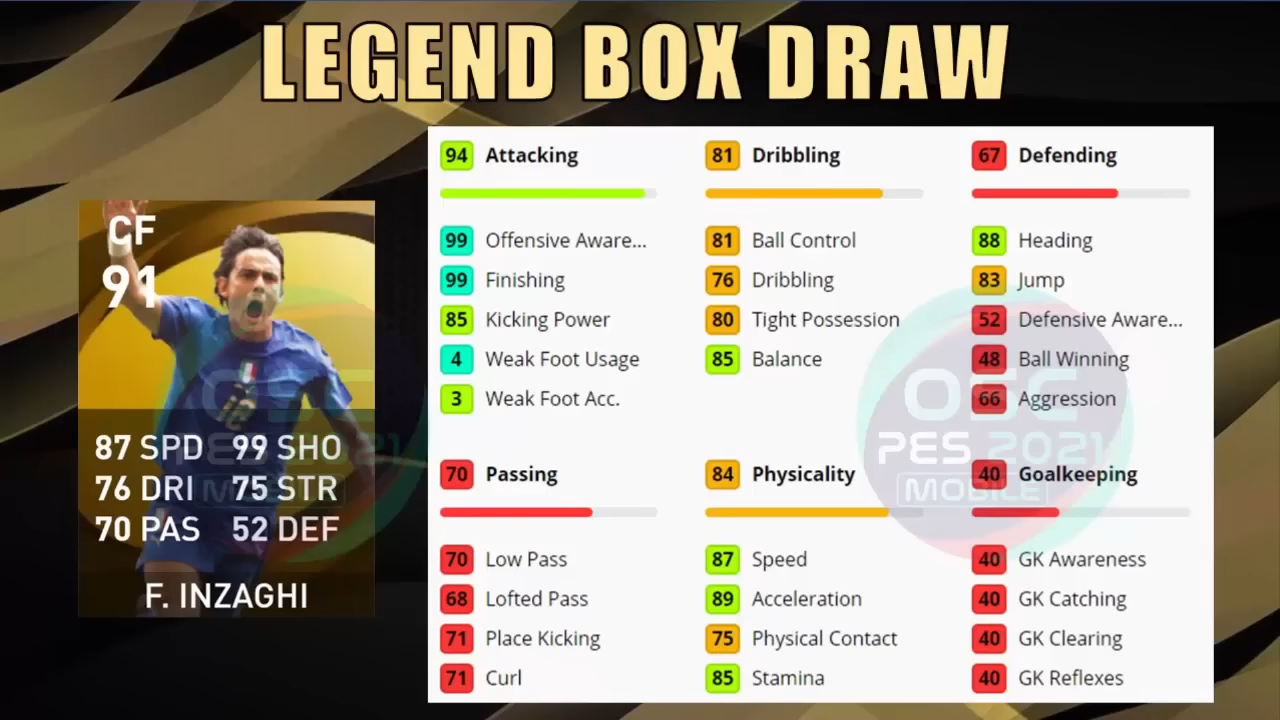 LEGEND BOX DRAW
CF
91
87 SPD 99 SHO
76 DRI 75 STR
70 PAS 52 DEF
F. INZAGHI
94 Attacking
99 Offensive Aware...
99 Finishing
85 Kicking Power
4 Weak Foot Usage
3 Weak Foot Acc.
81 Dribbling
81 Ball Control
76 Dribbling
80 Tight Possession
85 Balance
67 Defending
88 Heading
83 Jump
52 Defensive Aware...
48 Ball Winning
66 Aggression
70 Passing
70 Low Pass
68 Lofted Pass
71 Place Kicking
71 Curl
84 Physicality
87 Speed
89 Acceleration
75 Physical Contact
85 Stamina
40 Goalkeeping
40 GK Awareness
40 GK Catching
40 GK Clearing
40 GK Reflexes
OSC
PES 2021
MOBILE